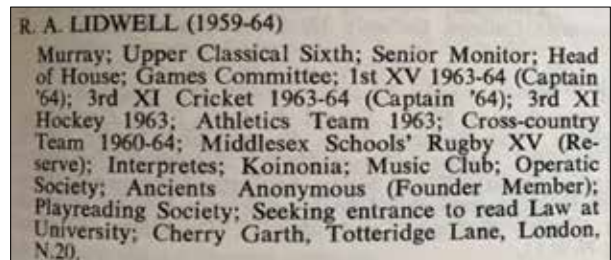 R. A. LIDWELL (1959-64)
Murray; Upper Classical Sixth; Senior Monitor; Head
of House; Games Committee; 1st XV 1963-64 (Captain
'64); 3rd XI Cricket 1963-64 (Captain '64); 3rd XI
Hockey 1963; Athletics Team 1963; Cross-country
Team 1960-64; Middlesex Schools' Rugby XV (Re-
serve); Interpretes; Koinonia; Music Club; Operatic
Society; Ancients Anonymous (Founder Member);
Playreading Society; Seeking entrance to read Law at
University; Cherry Garth, Totteridge Lane, London,
N.20.